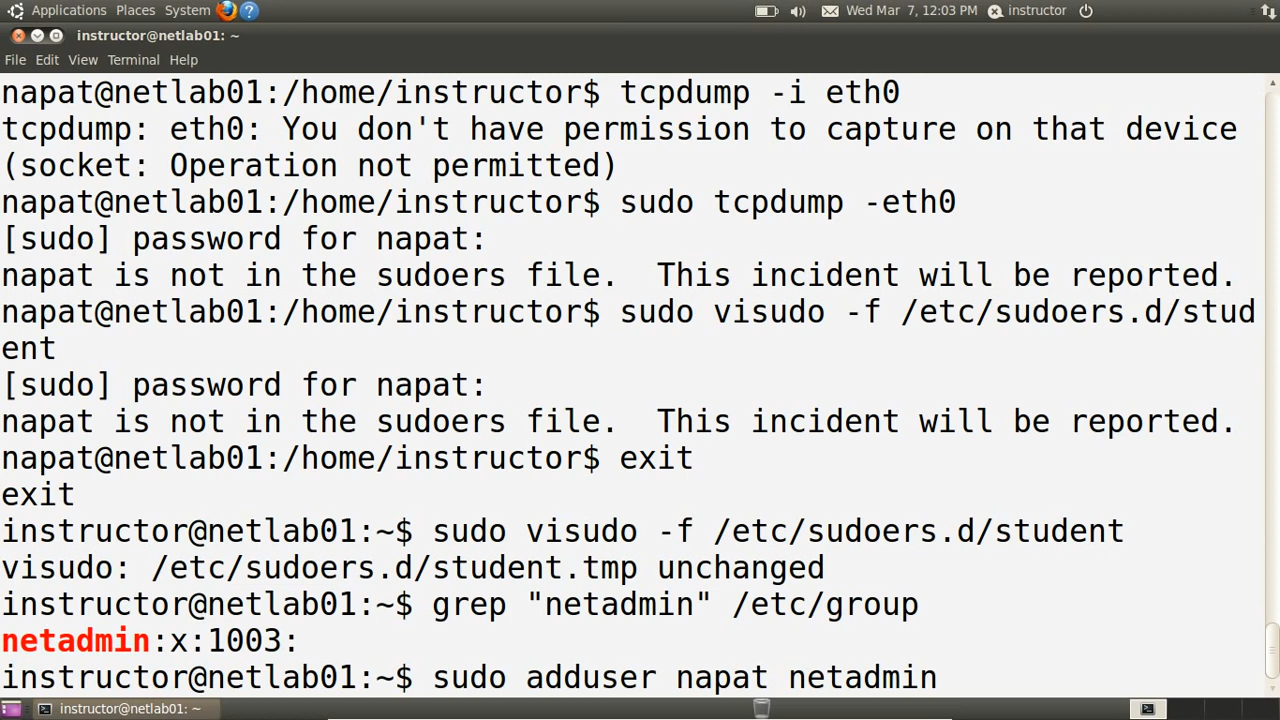 Applications Places System Wed Mar 7, 12:03 PM instructor
instructor@netlab01: ~
File Edit View Terminal Help
napat@netlab01:/home/instructor$ tcpdump -i eth0
tcpdump: eth0: You don't have permission to capture on that device
(socket: Operation not permitted)
napat@netlab01:/home/instructor$ sudo tcpdump -eth0
[sudo] password for napat:
napat is not in the sudoers file.  This incident will be reported.
napat@netlab01:/home/instructor$ sudo visudo -f /etc/sudoers.d/stud
ent
[sudo] password for napat:
napat is not in the sudoers file.  This incident will be reported.
napat@netlab01:/home/instructor$ exit
exit
instructor@netlab01:~$ sudo visudo -f /etc/sudoers.d/student
visudo: /etc/sudoers.d/student.tmp unchanged
instructor@netlab01:~$ grep "netadmin" /etc/group
netadmin:x:1003:
instructor@netlab01:~$ sudo adduser napat netadmin
instructor@netlab01: ~